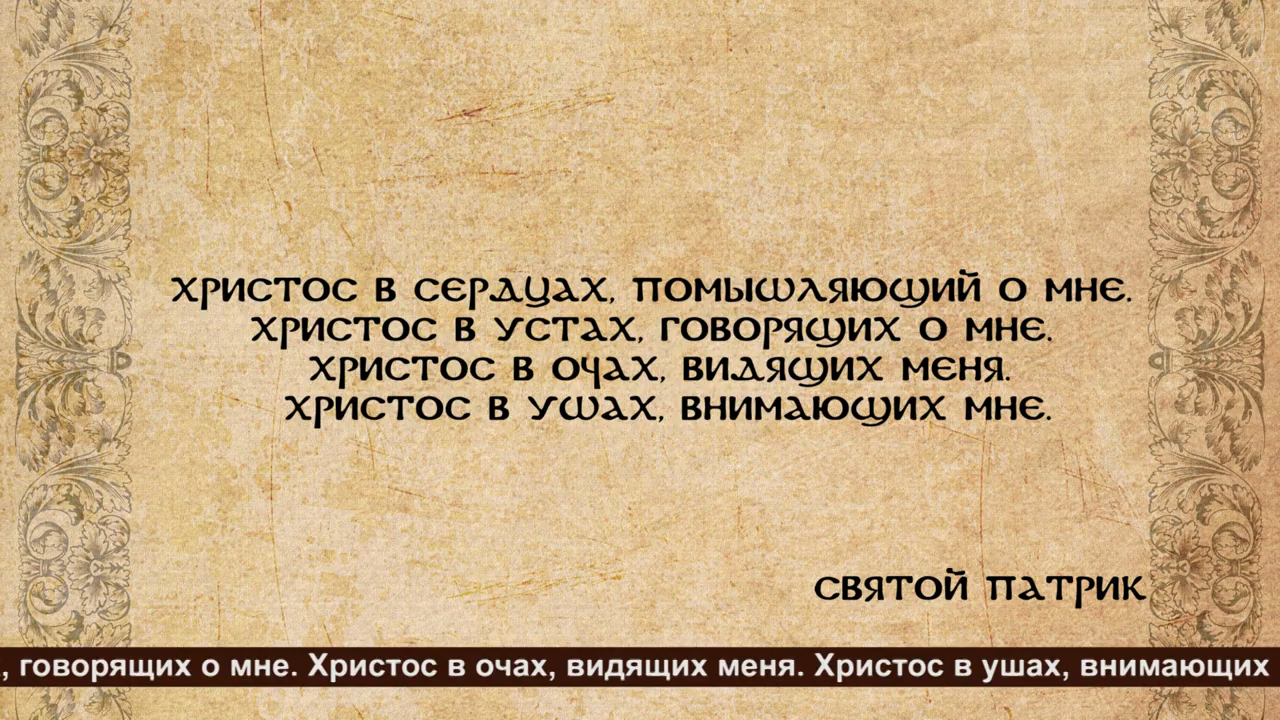 Христос в сердцах, помышляющий о мне.
Христос в устах, говорящих о мне.
Христос в очах, видящих меня.
Христос в ушах, внимающих мне.
Святой Патрик
, говорящих о мне. Христос в очах, видящих меня. Христос в ушах, внимающих